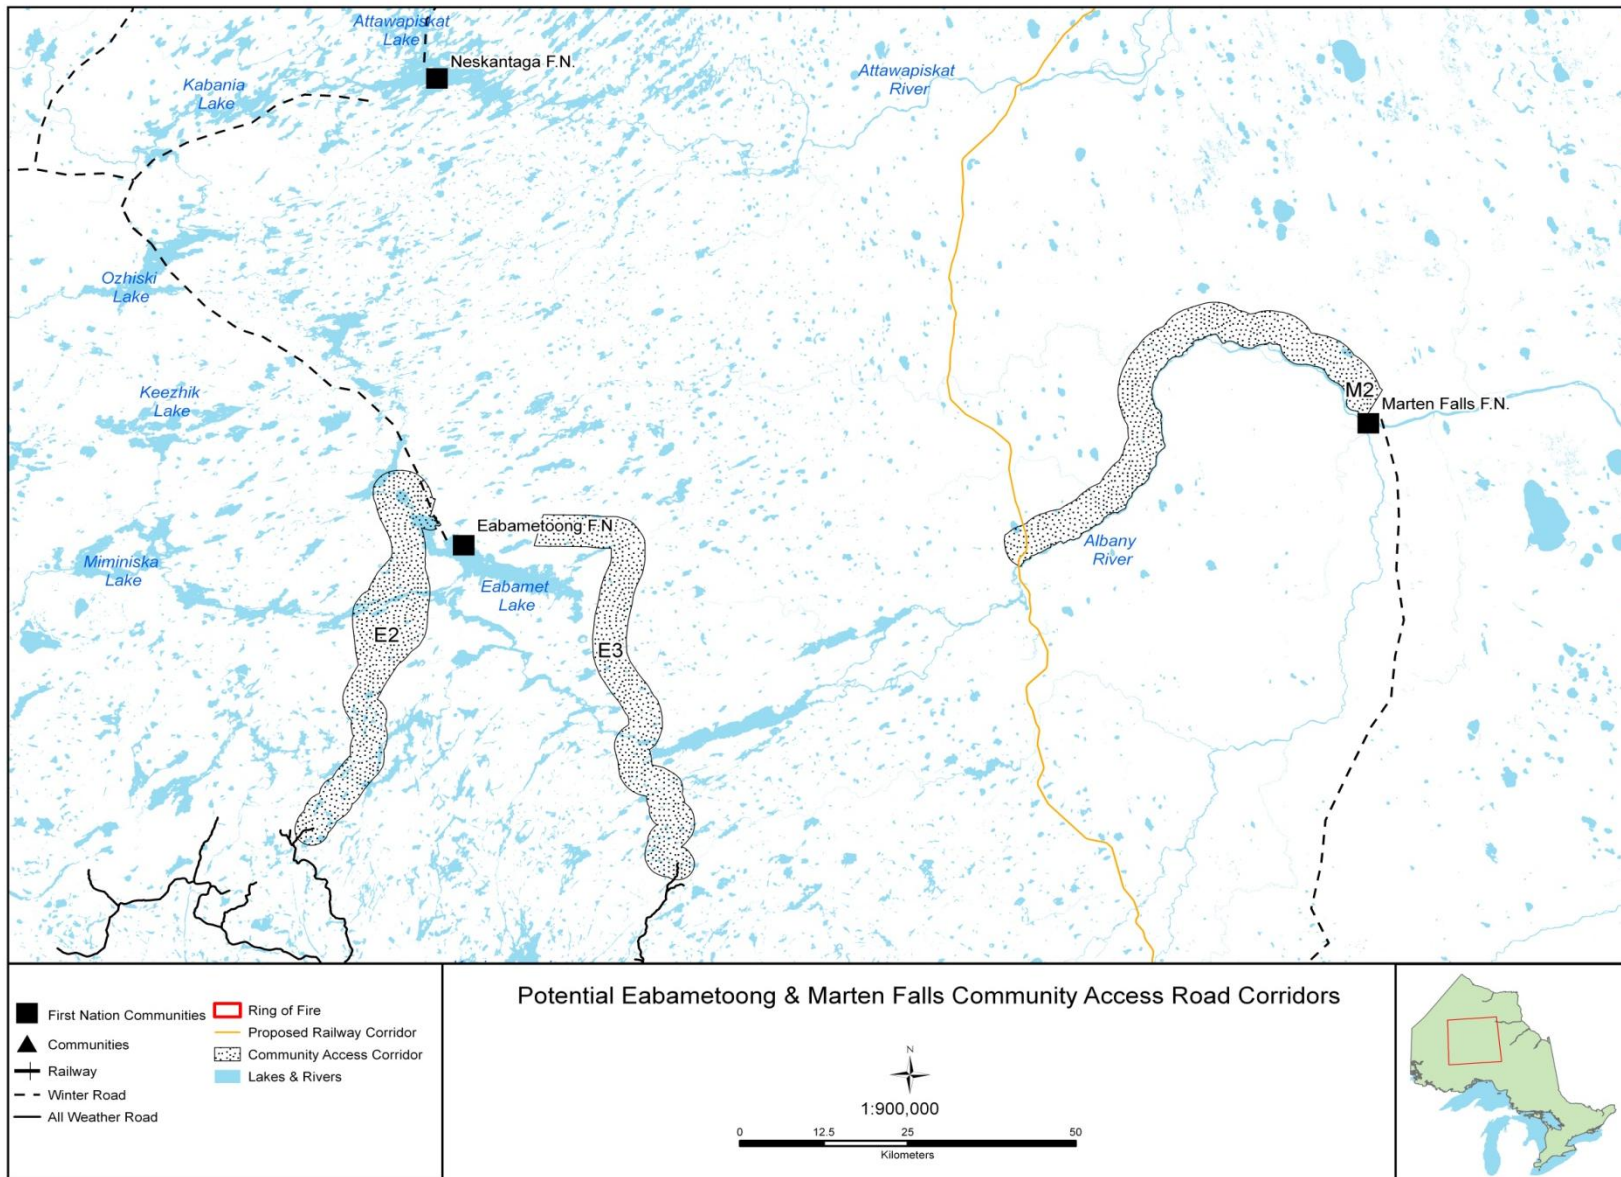 Attawapiskat
Lake
Neskantaga F.N.
Kabania
Lake
Attawapiskat
River
Ozhiski
Lake
Keezhik
Lake
M2
Marten Falls F.N.
Eabametoong F.N.
Miminiska
Lake
Eabamet
Lake
Albany
River
E2
E3
First Nation Communities
Communities
Railway
Winter Road
All Weather Road
Ring of Fire
Proposed Railway Corridor
Community Access Corridor
Lakes & Rivers
Potential Eabametoong & Marten Falls Community Access Road Corridors
N
1:900,000
0 12.5 25 50
Kilometers